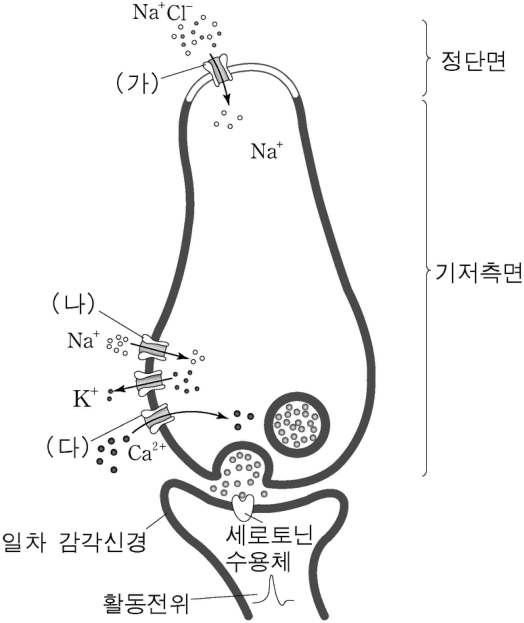 Na⁺Cl⁻
(가)
정단면
Na⁺
기저측면
(나)
Na⁺
K⁺
(다)
Ca²⁺
일차 감각신경
세로토닌
수용체
활동전위